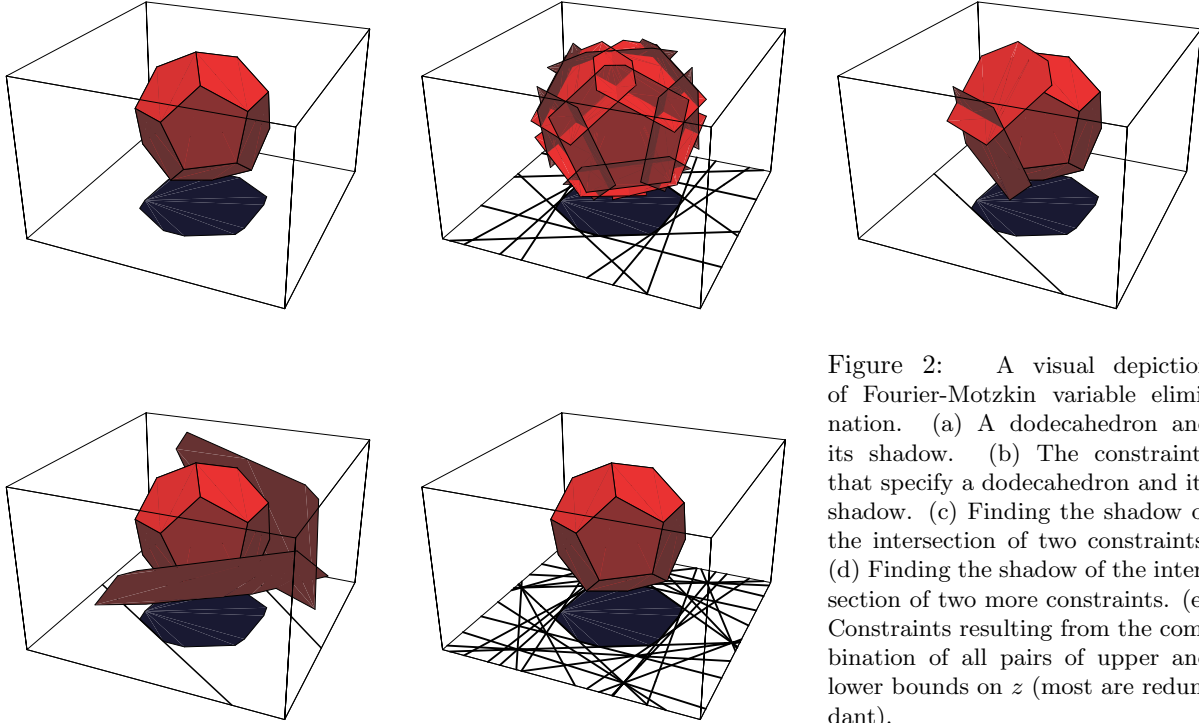 Figure 2: A visual depiction
of Fourier-Motzkin variable elimi
nation. (a) A dodecahedron and
its shadow. (b) The constraint
that specify a dodecahedron and it
shadow. (c) Finding the shadow o
the intersection of two constraints
(d) Finding the shadow of the inter
section of two more constraints. (e
Constraints resulting from the com
bination of all pairs of upper and
lower bounds on z (most are redun
dant).